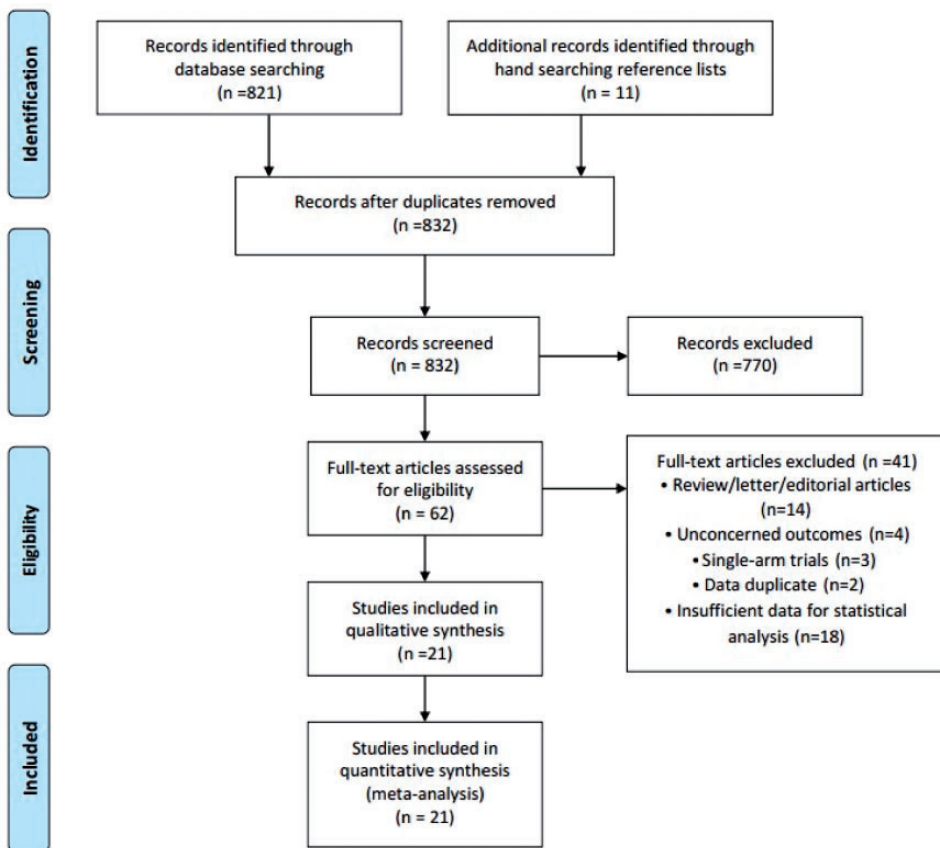 Identification
Records identified through
database searching
(n =821)
Additional records identified through
hand searching reference lists
(n = 11)
Records after duplicates removed
(n =832)
Screening
Records screened
(n = 832)
Records excluded
(n =770)
Eligibility
Full-text articles assessed
for eligibility
(n = 62)
Full-text articles excluded (n =41)
• Review/letter/editorial articles
(n=14)
• Unconcerned outcomes (n=4)
• Single-arm trials (n=3)
• Data duplicate (n=2)
• Insufficient data for statistical
analysis (n=18)
Studies included in
qualitative synthesis
(n =21)
Included
Studies included in
quantitative synthesis
(meta-analysis)
(n = 21)